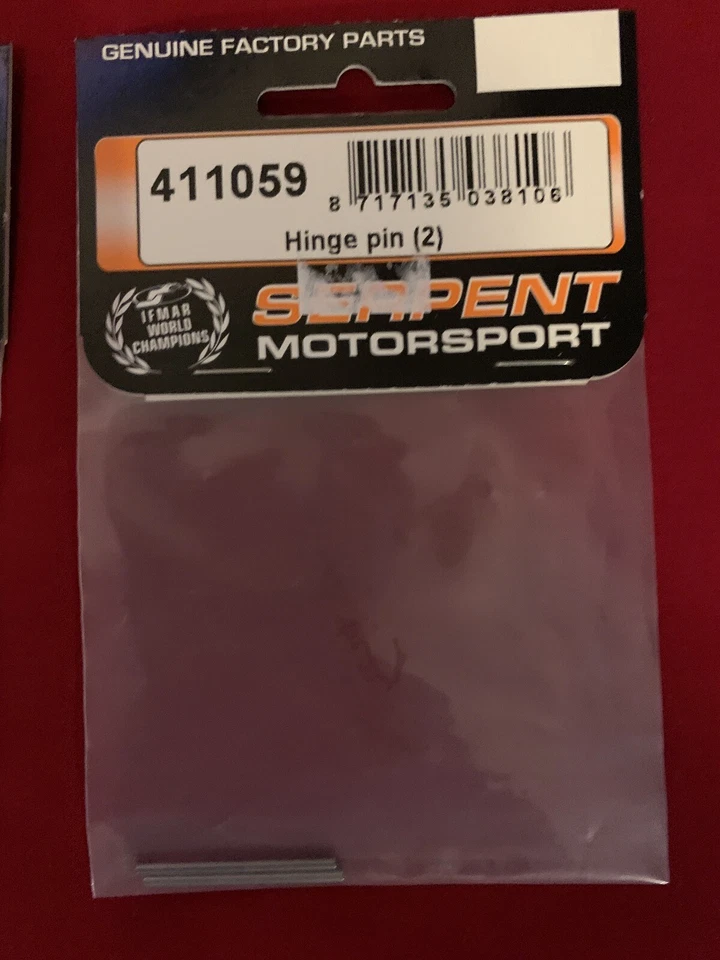 GENUINE FACTORY PARTS
411059
8 717135 038106
Hinge pin (2)
IFMAR
WORLD
CHAMPIONS
SERPENT
MOTORSPORT